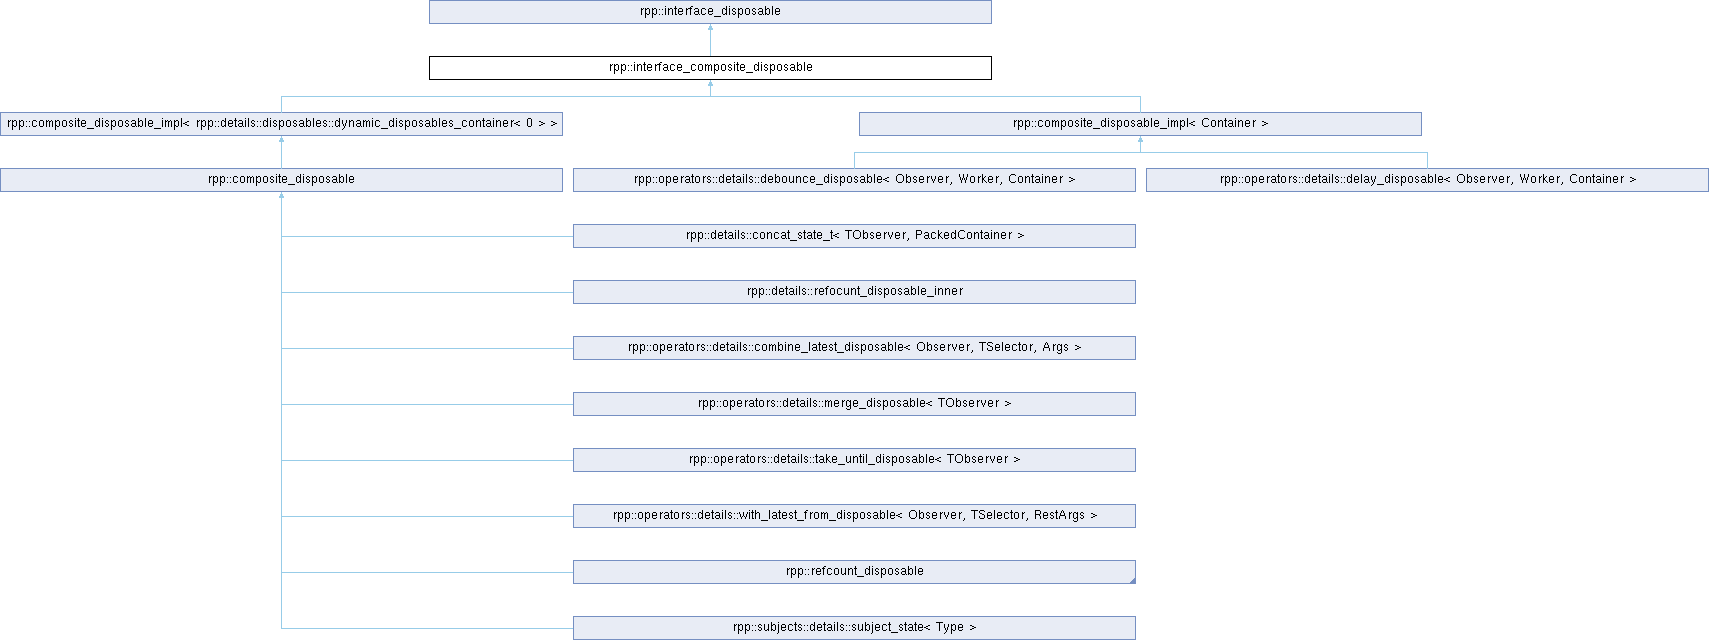 rpp::interface_disposable
rpp::interface_composite_disposable
rpp::composite_disposable_impl< rpp::details::disposables::dynamic_disposables_container< 0 > >
rpp::composite_disposable_impl< Container >
rpp::composite_disposable
rpp::operators::details::debounce_disposable< Observer, Worker, Container >
rpp::operators::details::delay_disposable< Observer, Worker, Container >
rpp::details::concat_state_t< TObserver, PackedContainer >
rpp::details::refocunt_disposable_inner
rpp::operators::details::combine_latest_disposable< Observer, TSelector, Args >
rpp::operators::details::merge_disposable< TObserver >
rpp::operators::details::take_until_disposable< TObserver >
rpp::operators::details::with_latest_from_disposable< Observer, TSelector, RestArgs >
rpp::refcount_disposable
rpp::subjects::details::subject_state< Type >